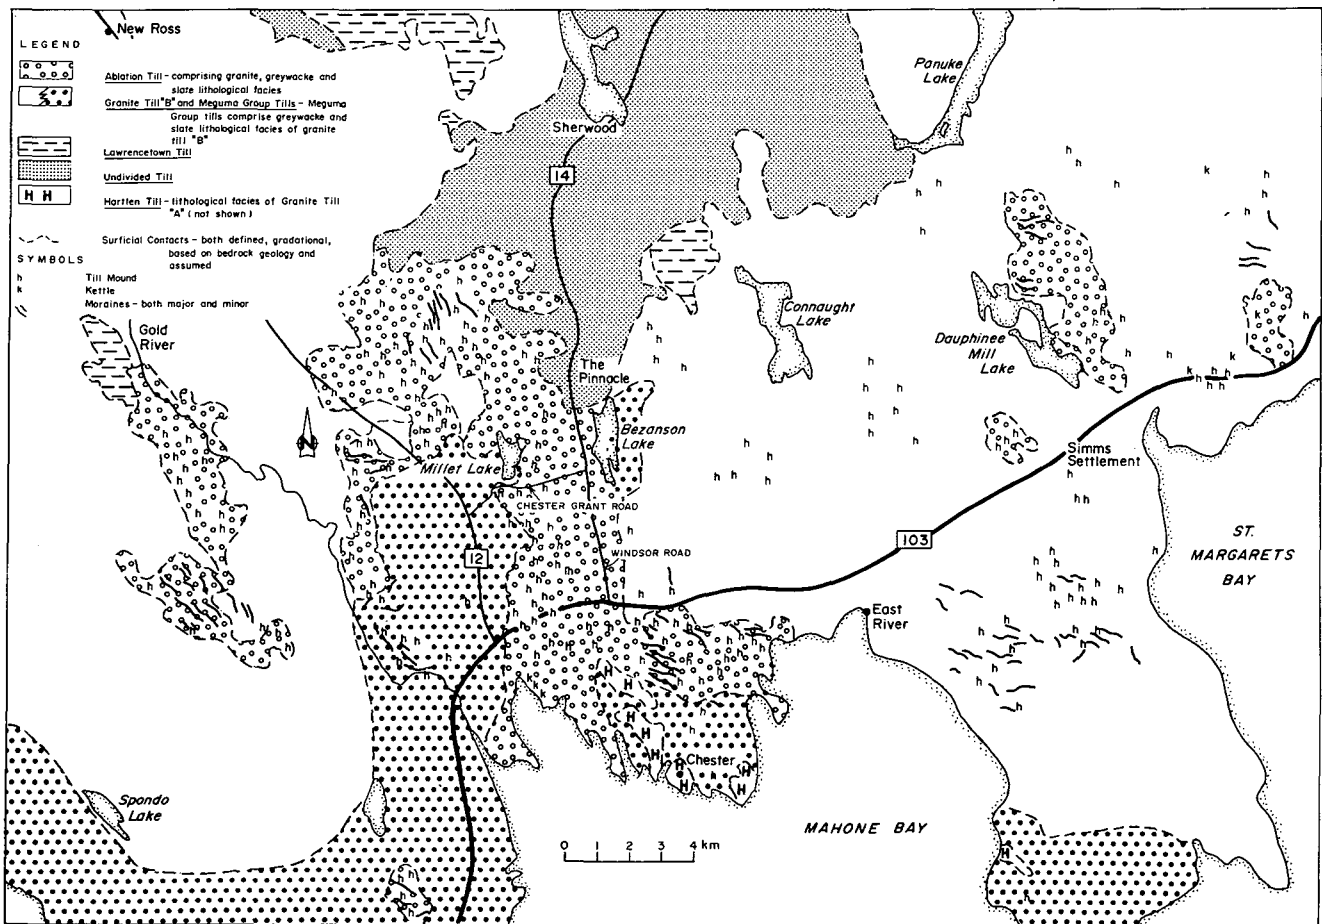 New Ross
LEGEND
Ablation Till - comprising granite, greywacke and
slate lithological facies
Granite Till "B" and Meguma Group Tills - Meguma
Group tills comprise greywacke and
slate lithological facies of granite
till "B"
Lawrencetown Till
Undivided Till
H H
Hartlen Till - lithological facies of Granite Till
"A" (not shown)
Surficial Contacts - both defined, gradational,
based on bedrock geology and
assumed
SYMBOLS
h Till Mound
k Kettle
Moraines - both major and minor
Panuke
Lake
Sherwood
14
Gold
River
Connaught
Lake
Dauphinee
Mill
Lake
The
Pinnacle
N
Bezanson
Lake
Millet Lake
Simms
Settlement
CHESTER GRANT ROAD
WINDSOR ROAD
12
103
ST.
MARGARETS
BAY
East
River
Chester
Spondo
Lake
MAHONE BAY
0 1 2 3 4 km